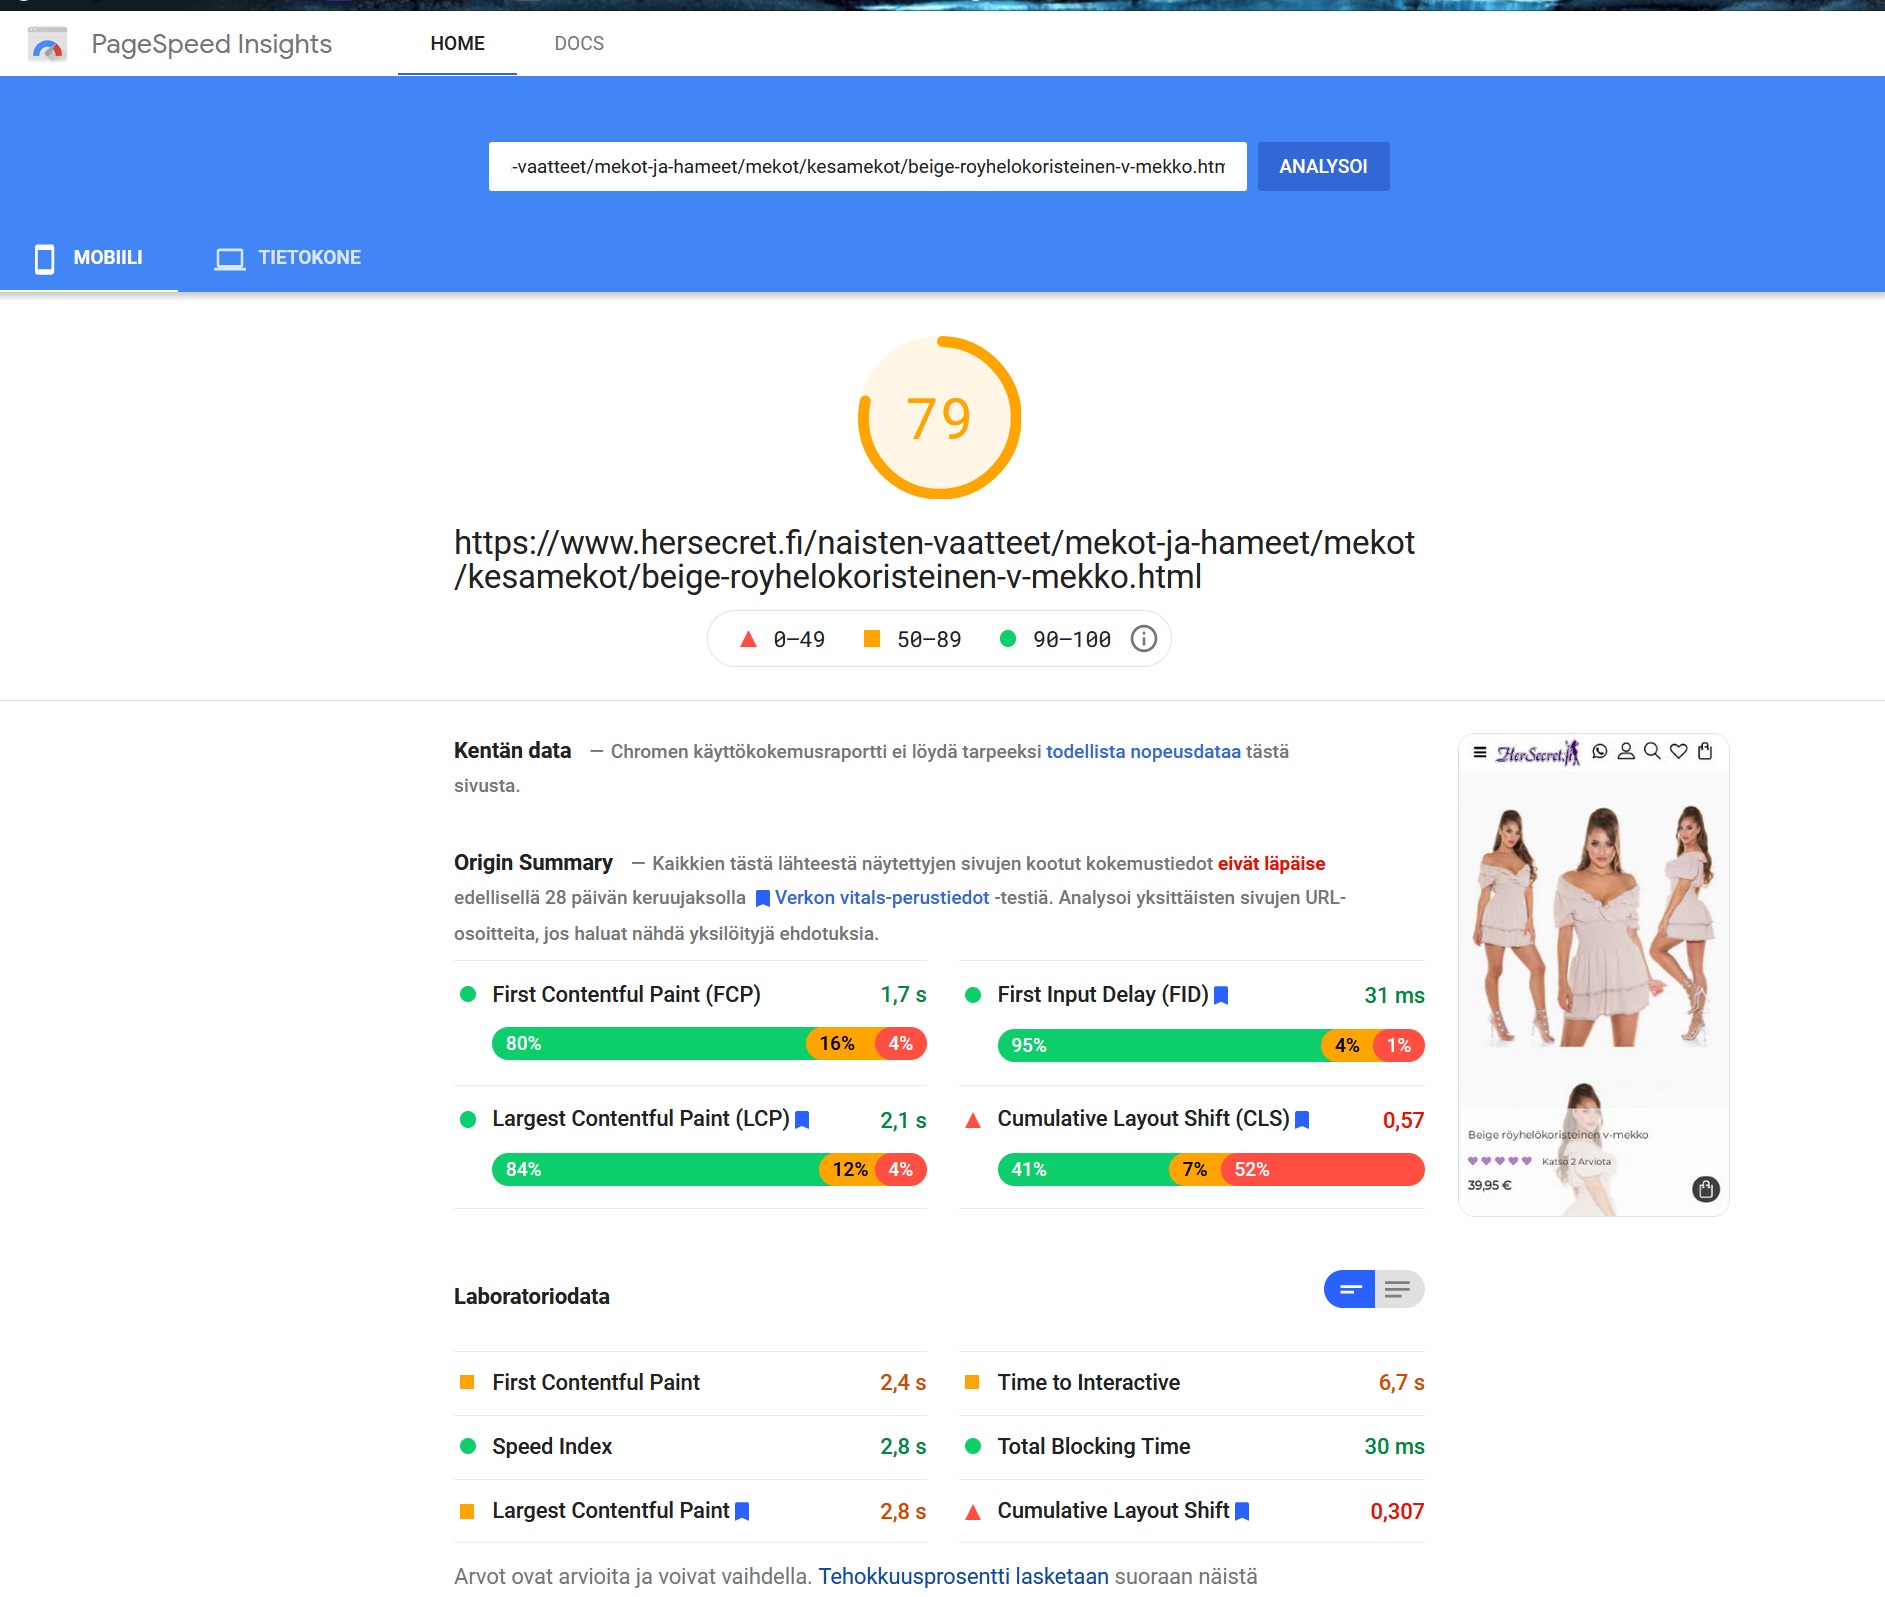 PageSpeed Insights
HOME
DOCS
-vaatteet/mekot-ja-hameet/mekot/kesamekot/beige-royhelokoristeinen-v-mekko.htm
ANALYSOI
MOBIILI
TIETOKONE
79
https://www.hersecret.fi/naisten-vaatteet/mekot-ja-hameet/mekot
/kesamekot/beige-royhelokoristeinen-v-mekko.html
0–49
50–89
90–100
Kentän data — Chromen käyttökokemusraportti ei löydä tarpeeksi todellista nopeusdataa tästä
sivusta.
Origin Summary — Kaikkien tästä lähteestä näytettyjen sivujen kootut kokemustiedot eivät läpäise
edellisellä 28 päivän keruujaksolla Verkon vitals-perustiedot -testiä. Analysoi yksittäisten sivujen URL-
osoitteita, jos haluat nähdä yksilöityjä ehdotuksia.
First Contentful Paint (FCP) 1,7 s
80% 16% 4%
First Input Delay (FID) 31 ms
95% 4% 1%
Largest Contentful Paint (LCP) 2,1 s
84% 12% 4%
Cumulative Layout Shift (CLS) 0,57
41% 7% 52%
HerSecret.fi
Beige röyhelökoristeinen v-mekko
Katso 2 Arviota
39,95 €
Laboratoriodata
First Contentful Paint 2,4 s
Time to Interactive 6,7 s
Speed Index 2,8 s
Total Blocking Time 30 ms
Largest Contentful Paint 2,8 s
Cumulative Layout Shift 0,307
Arvot ovat arvioita ja voivat vaihdella. Tehokkuusprosentti lasketaan suoraan näistä